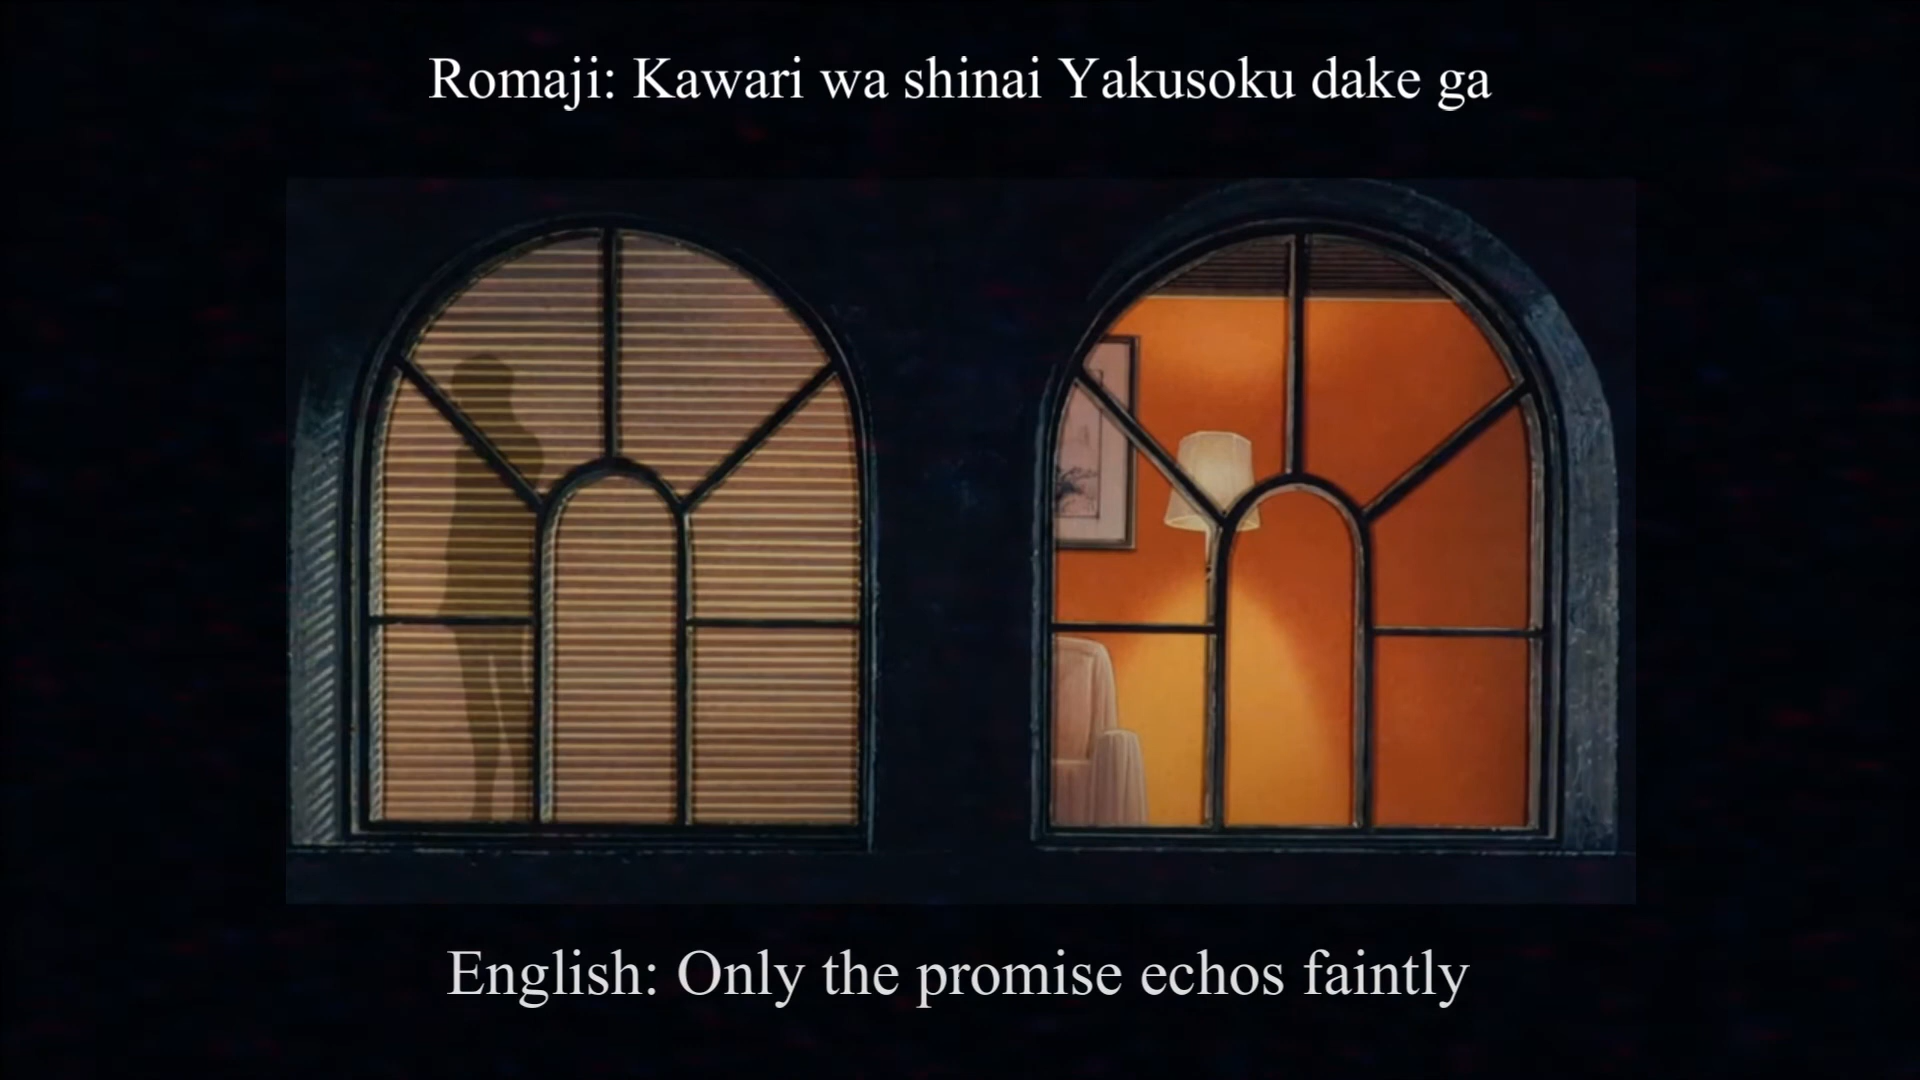 Romaji: Kawari wa shinai Yakusoku dake ga
English: Only the promise echos faintly